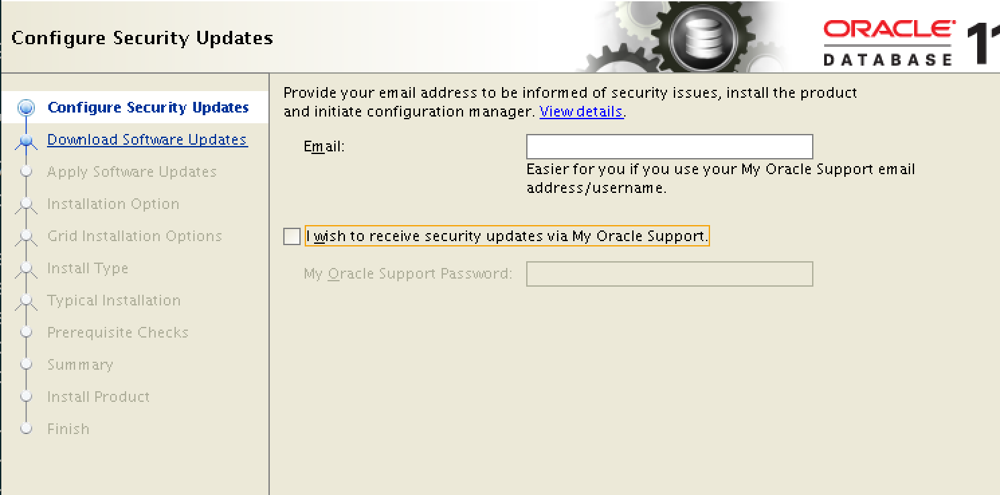 Configure Security Updates
ORACLE
DATABASE
11
Configure Security Updates
Download Software Updates
Apply Software Updates
Installation Option
Grid Installation Options
Install Type
Typical Installation
Prerequisite Checks
Summary
Install Product
Finish
Provide your email address to be informed of security issues, install the product
and initiate configuration manager. View details.
Email:
Easier for you if you use your My Oracle Support email
address/username.
I wish to receive security updates via My Oracle Support.
My Oracle Support Password: